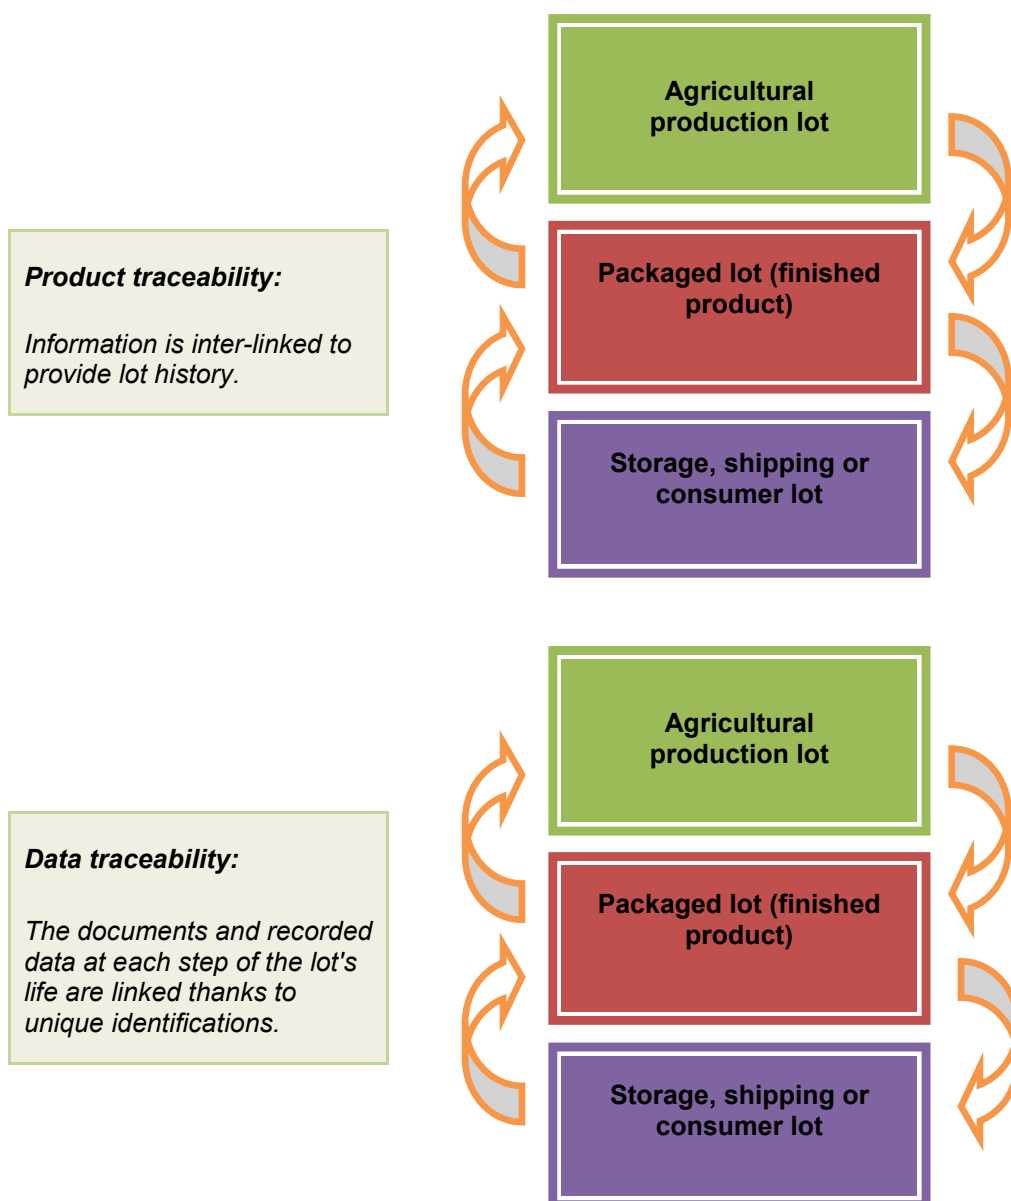 Agricultural
production lot
Product traceability:
Information is inter-linked to
provide lot history.
Packaged lot (finished
product)
Storage, shipping or
consumer lot
Agricultural
production lot
Data traceability:
The documents and recorded
data at each step of the lot's
life are linked thanks to
unique identifications.
Packaged lot (finished
product)
Storage, shipping or
consumer lot